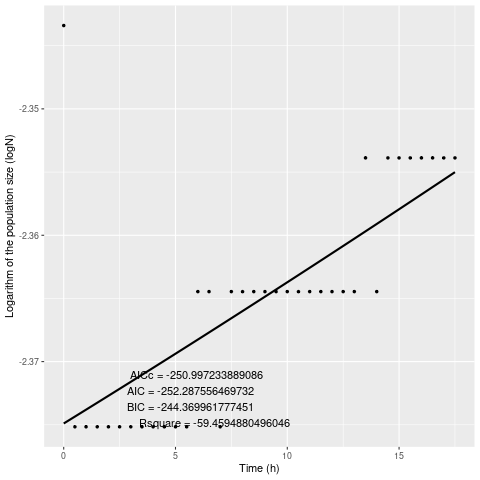 -2.35
-2.36
-2.37
Logarithm of the population size (logN)
AICc = -250.997233889086
AIC = -252.287556469732
BIC = -244.369961777451
Rsquare = -59.4594880496046
0
5
10
15
Time (h)